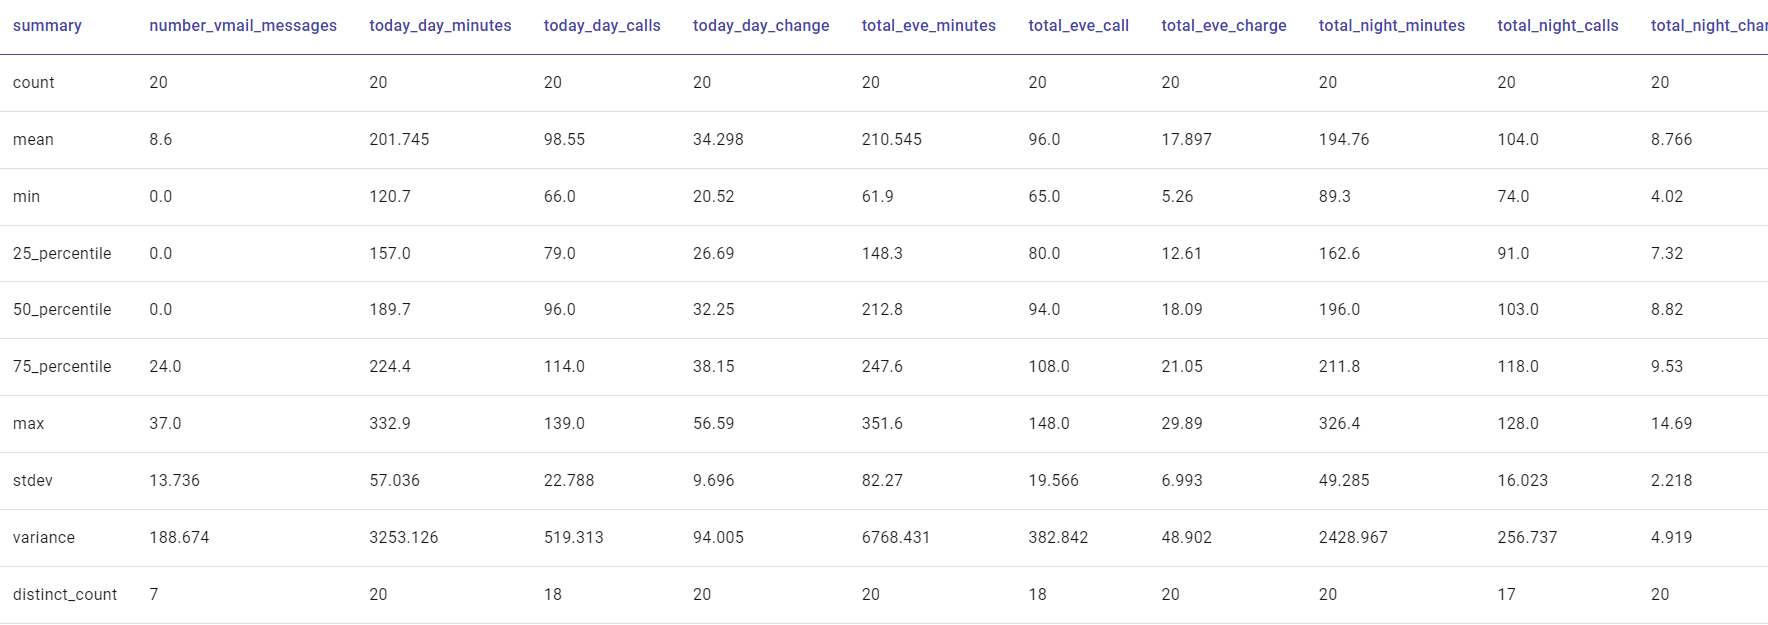 summary number_vmail_messages today_day_minutes today_day_calls today_day_change total_eve_minutes total_eve_call total_eve_charge total_night_minutes total_night_calls total_night_char
count 20 20 20 20 20 20 20 20 20 20
mean 8.6 201.745 98.55 34.298 210.545 96.0 17.897 194.76 104.0 8.766
min 0.0 120.7 66.0 20.52 61.9 65.0 5.26 89.3 74.0 4.02
25_percentile 0.0 157.0 79.0 26.69 148.3 80.0 12.61 162.6 91.0 7.32
50_percentile 0.0 189.7 96.0 32.25 212.8 94.0 18.09 196.0 103.0 8.82
75_percentile 24.0 224.4 114.0 38.15 247.6 108.0 21.05 211.8 118.0 9.53
max 37.0 332.9 139.0 56.59 351.6 148.0 29.89 326.4 128.0 14.69
stdev 13.736 57.036 22.788 9.696 82.27 19.566 6.993 49.285 16.023 2.218
variance 188.674 3253.126 519.313 94.005 6768.431 382.842 48.902 2428.967 256.737 4.919
distinct_count 7 20 18 20 20 18 20 20 17 20